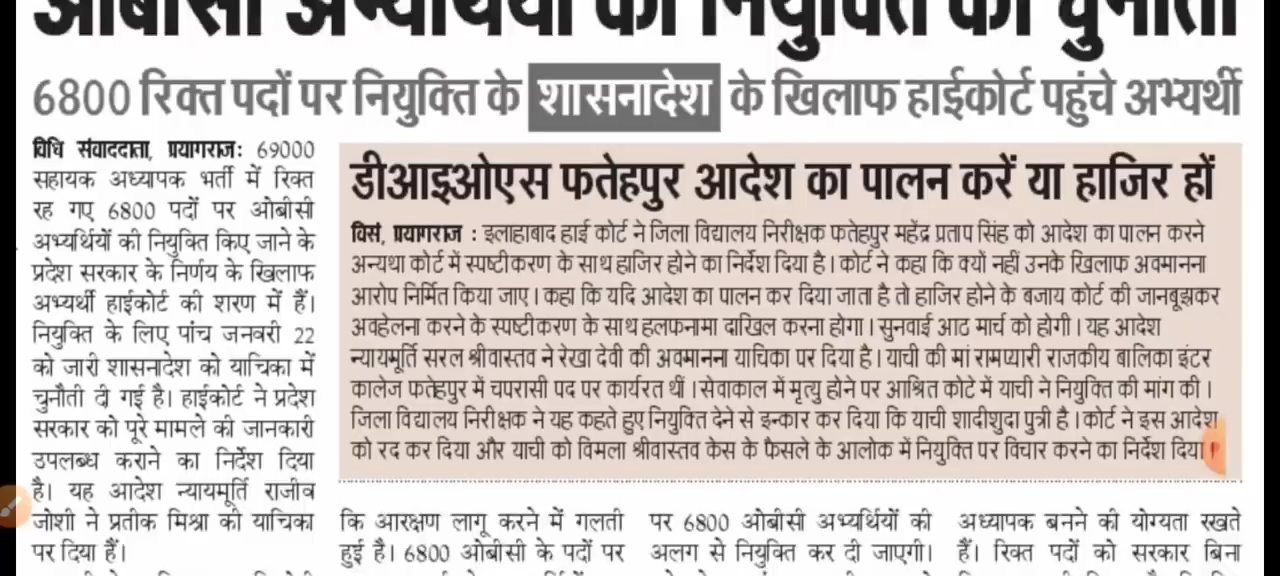 ओबीसी अभ्यर्थियों की नियुक्ति को चुनौती
6800 रिक्त पदों पर नियुक्ति के शासनादेश के खिलाफ हाईकोर्ट पहुंचे अभ्यर्थी
विधि संवाददाता, प्रयागराज: 69000
सहायक अध्यापक भर्ती में रिक्त
रह गए 6800 पदों पर ओबीसी
अभ्यर्थियों की नियुक्ति किए जाने के
प्रदेश सरकार के निर्णय के खिलाफ
अभ्यर्थी हाईकोर्ट की शरण में हैं।
नियुक्ति के लिए पांच जनवरी 22
को जारी शासनादेश को याचिका में
चुनौती दी गई है। हाईकोर्ट ने प्रदेश
सरकार को पूरे मामले की जानकारी
उपलब्ध कराने का निर्देश दिया
है। यह आदेश न्यायमूर्ति राजीव
जोशी ने प्रतीक मिश्रा की याचिका
पर दिया हैं।
डीआइओएस फतेहपुर आदेश का पालन करें या हाजिर हों
विसं, प्रयागराज : इलाहाबाद हाई कोर्ट ने जिला विद्यालय निरीक्षक फतेहपुर महेंद्र प्रताप सिंह को आदेश का पालन करने
अन्यथा कोर्ट में स्पष्टीकरण के साथ हाजिर होने का निर्देश दिया है। कोर्ट ने कहा कि क्यों नहीं उनके खिलाफ अवमानना
आरोप निर्मित किया जाए। कहा कि यदि आदेश का पालन कर दिया जाता है तो हाजिर होने के बजाय कोर्ट की जानबूझकर
अवहेलना करने के स्पष्टीकरण के साथ हलफनामा दाखिल करना होगा। सुनवाई आठ मार्च को होगी। यह आदेश
न्यायमूर्ति सरल श्रीवास्तव ने रेखा देवी की अवमानना याचिका पर दिया है। याची की मां रामप्यारी राजकीय बालिका इंटर
कालेज फतेहपुर में चपरासी पद पर कार्यरत थीं। सेवाकाल में मृत्यु होने पर आश्रित कोटे में याची ने नियुक्ति की मांग की।
जिला विद्यालय निरीक्षक ने यह कहते हुए नियुक्ति देने से इन्कार कर दिया कि याची शादीशुदा पुत्री है। कोर्ट ने इस आदेश
को रद कर दिया और याची को विमला श्रीवास्तव केस के फैसले के आलोक में नियुक्ति पर विचार करने का निर्देश दिया।
कि आरक्षण लागू करने में गलती
हुई है। 6800 ओबीसी के पदों पर
पर 6800 ओबीसी अभ्यर्थियों की
अलग से नियुक्ति कर दी जाएगी।
अध्यापक बनने की योग्यता रखते
हैं। रिक्त पदों को सरकार बिना